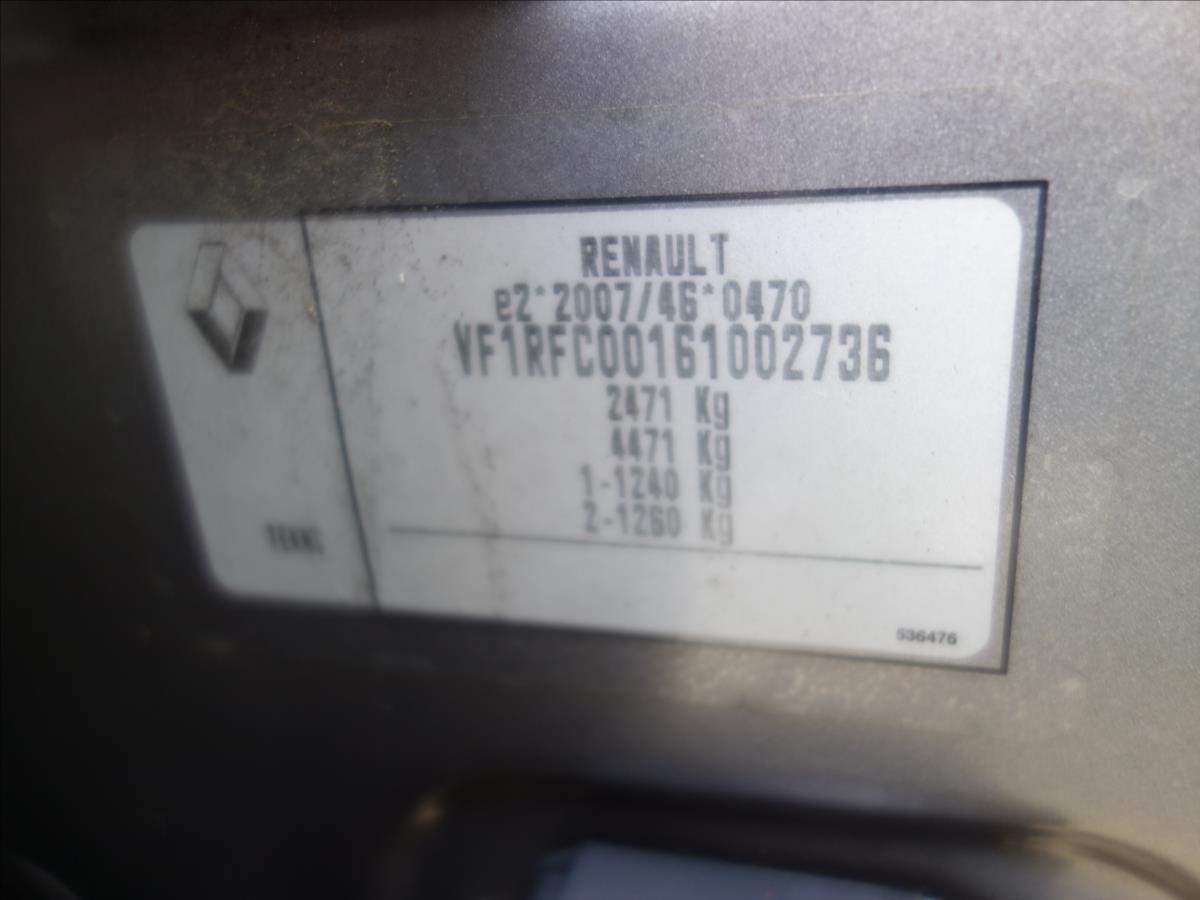 RENAULT
e2*2007/46*0470
VF1RFC00161002736
2471 Kg
4471 Kg
1-1240 Kg
2-1260 Kg
536476